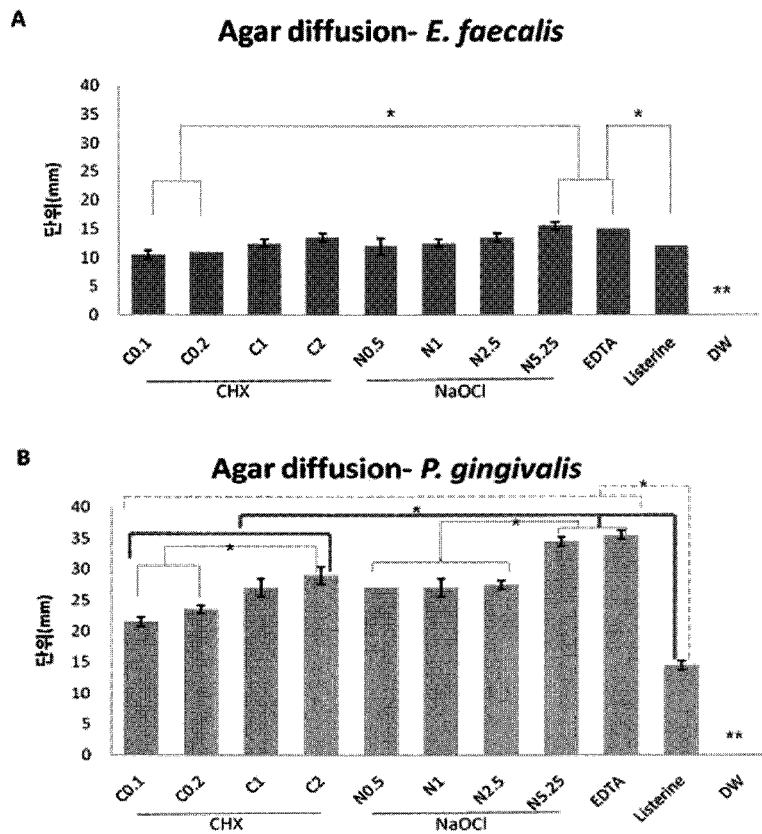 A
Agar diffusion- E. faecalis
40
35
30
25
20
15
10
5
0
단위(mm)
*
*
**
C0.1 C0.2 C1 C2 N0.5 N1 N2.5 N5.25 EDTA Listerine DW
CHX NaOCl
B
Agar diffusion- P. gingivalis
40
35
30
25
20
15
10
5
0
단위(mm)
*
*
*
*
**
C0.1 C0.2 C1 C2 N0.5 N1 N2.5 N5.25 EDTA Listerine DW
CHX NaOCl